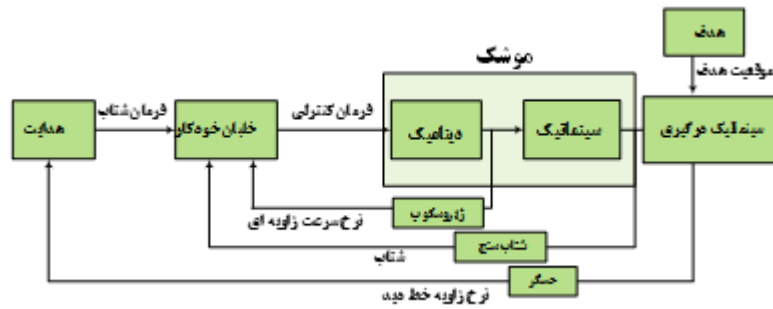 هدف
موقعیت هدف
موشک
فرمان شتاب
فرمان کنترلی
هدایت
خلبان خودکار
دینامیک
سینماتیک
سینماتیک درگیری
ژیروسکوپ
نرخ سرعت زاویه ای
شتاب سنج
شتاب
حسگر
نرخ زاویه خط دید